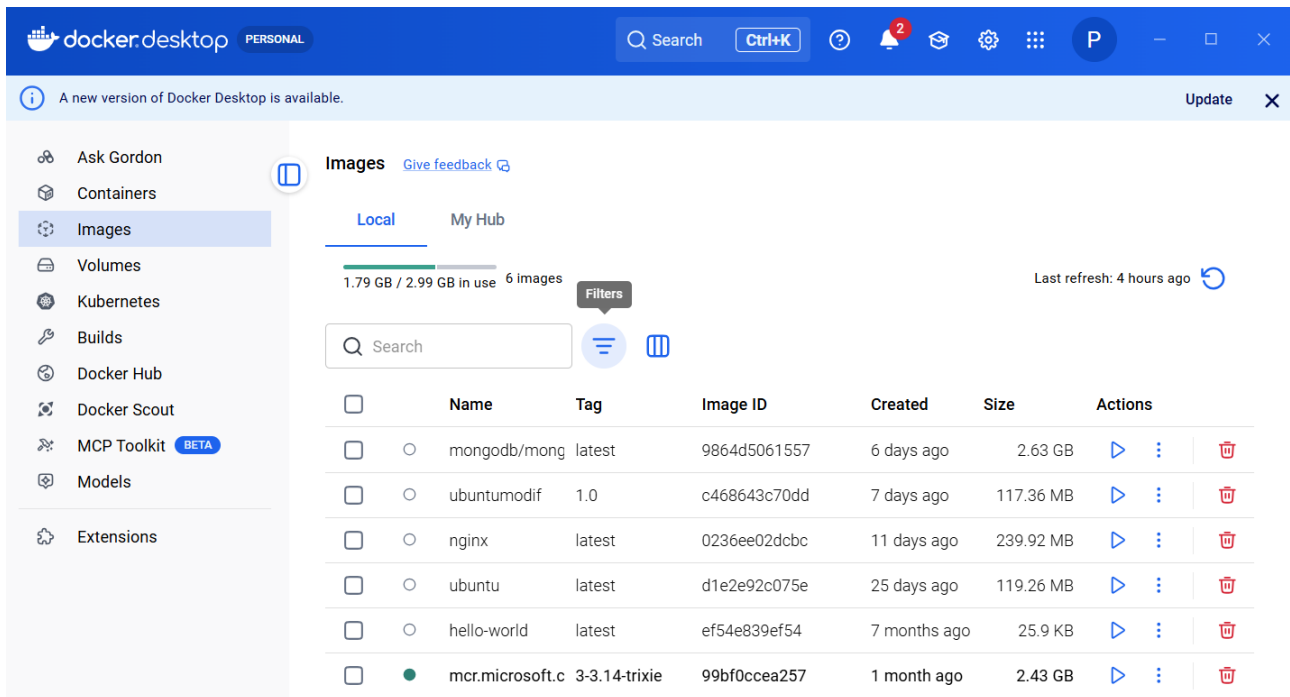 docker.desktop PERSONAL Search Ctrl+K 2 P
A new version of Docker Desktop is available. Update
Ask Gordon
Containers
Images
Volumes
Kubernetes
Builds
Docker Hub
Docker Scout
MCP Toolkit BETA
Models
Extensions
Images Give feedback
Local My Hub
1.79 GB / 2.99 GB in use 6 images Last refresh: 4 hours ago
Filters
Search
Name Tag Image ID Created Size Actions
mongodb/mong latest 9864d5061557 6 days ago 2.63 GB
ubuntumodif 1.0 c468643c70dd 7 days ago 117.36 MB
nginx latest 0236ee02dcbc 11 days ago 239.92 MB
ubuntu latest d1e2e92c075e 25 days ago 119.26 MB
hello-world latest ef54e839ef54 7 months ago 25.9 KB
mcr.microsoft.c 3-3.14-trixie 99bf0ccea257 1 month ago 2.43 GB